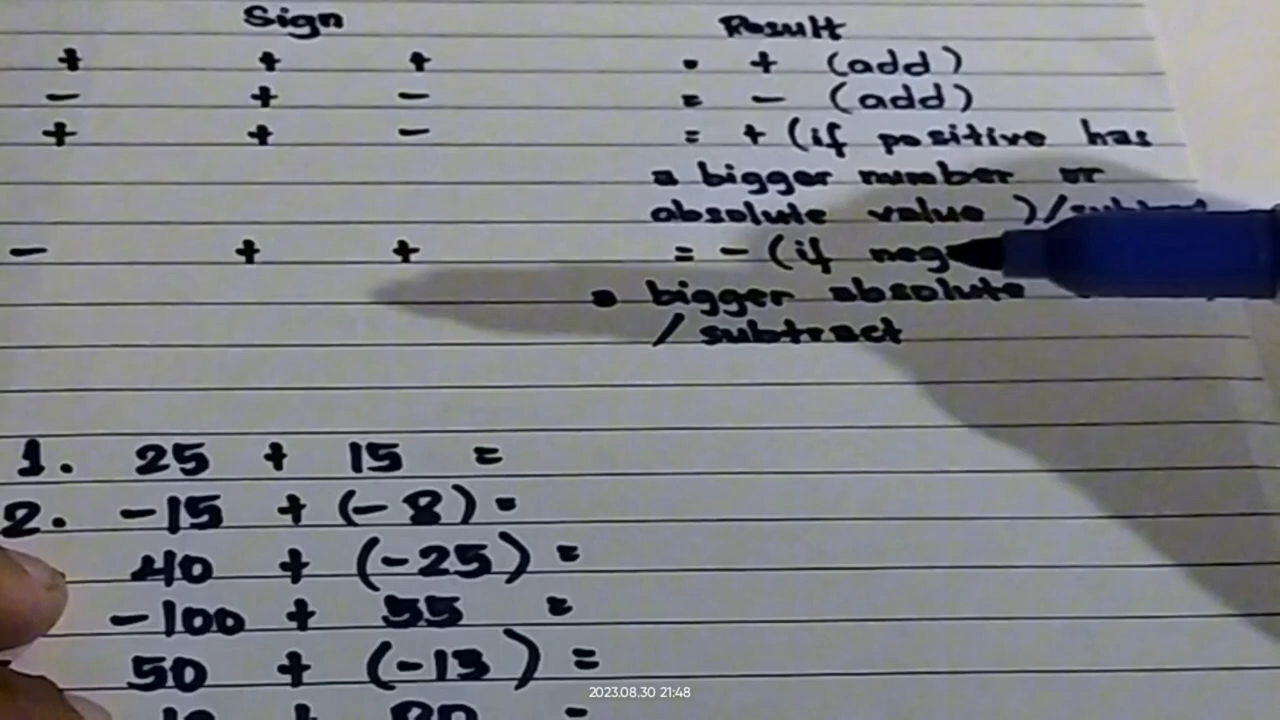 Sign Result
+ + + = + (add)
- + - = - (add)
+ + - = + (if positive has
a bigger number or
absolute value )/
- + + = - (if
a bigger absolute
/ subtract
1. 25 + 15 =
2. -15 + (-8) =
40 + (-25) =
-100 + 55 =
50 + (-13) =
2023.08.30 21:48